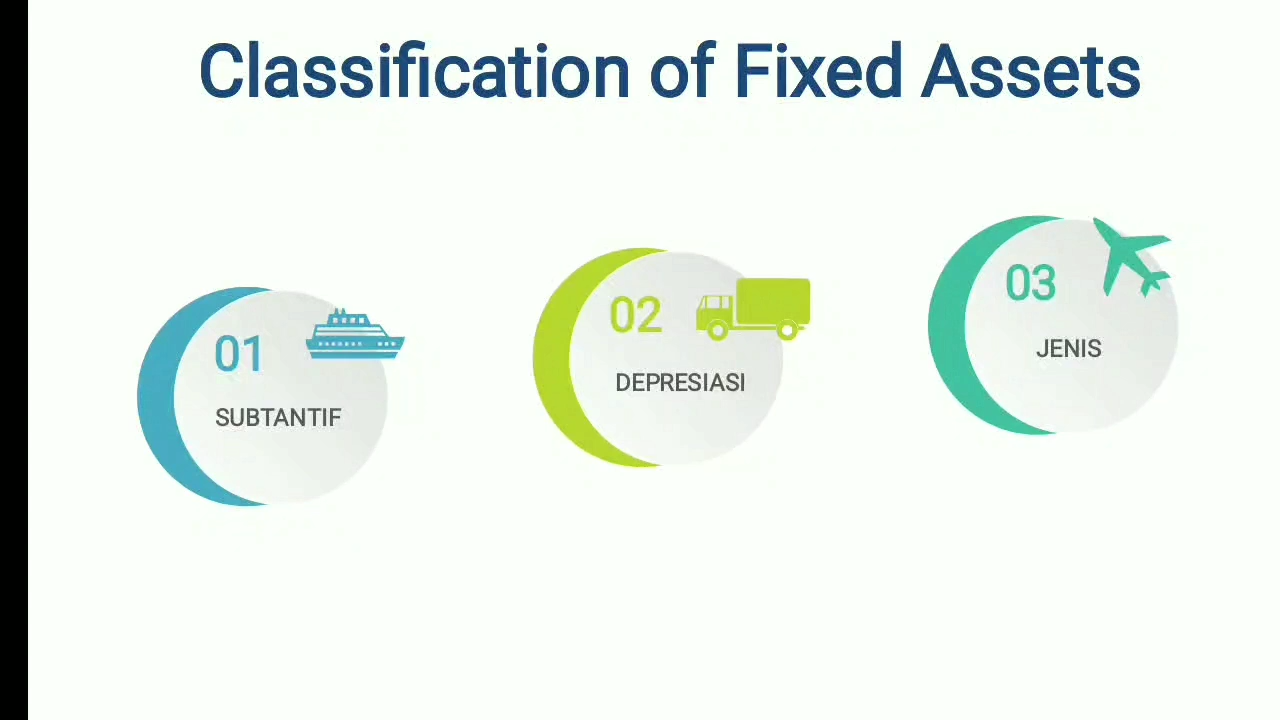 Classification of Fixed Assets
01
SUBTANTIF
02
DEPRESIASI
03
JENIS